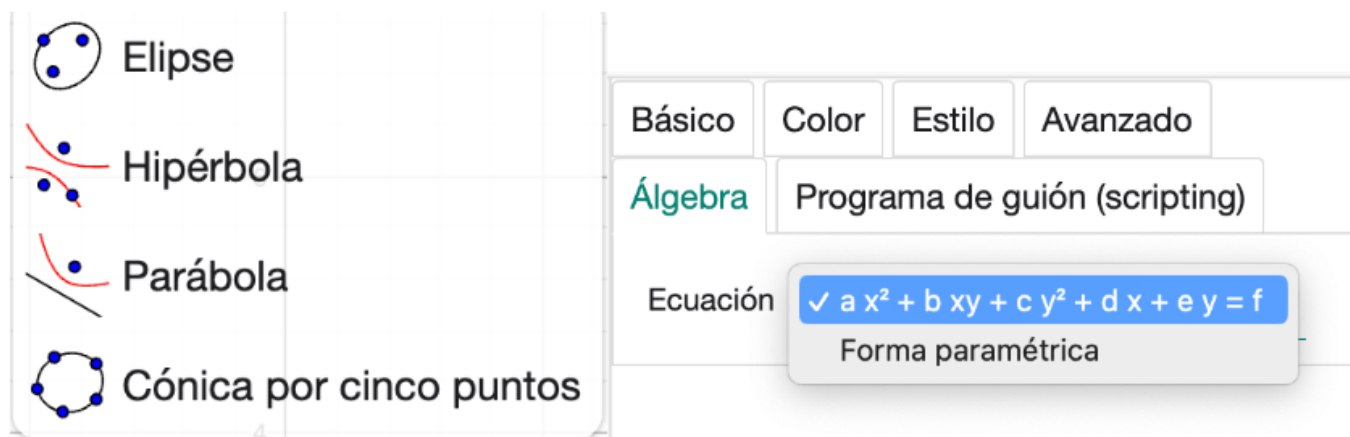 Elipse
Hipérbola
Parábola
Cónica por cinco puntos
4
Básico
Color
Estilo
Avanzado
Álgebra
Programa de guión (scripting)
Ecuación
✓ a x² + b xy + c y² + d x + e y = f
Forma paramétrica